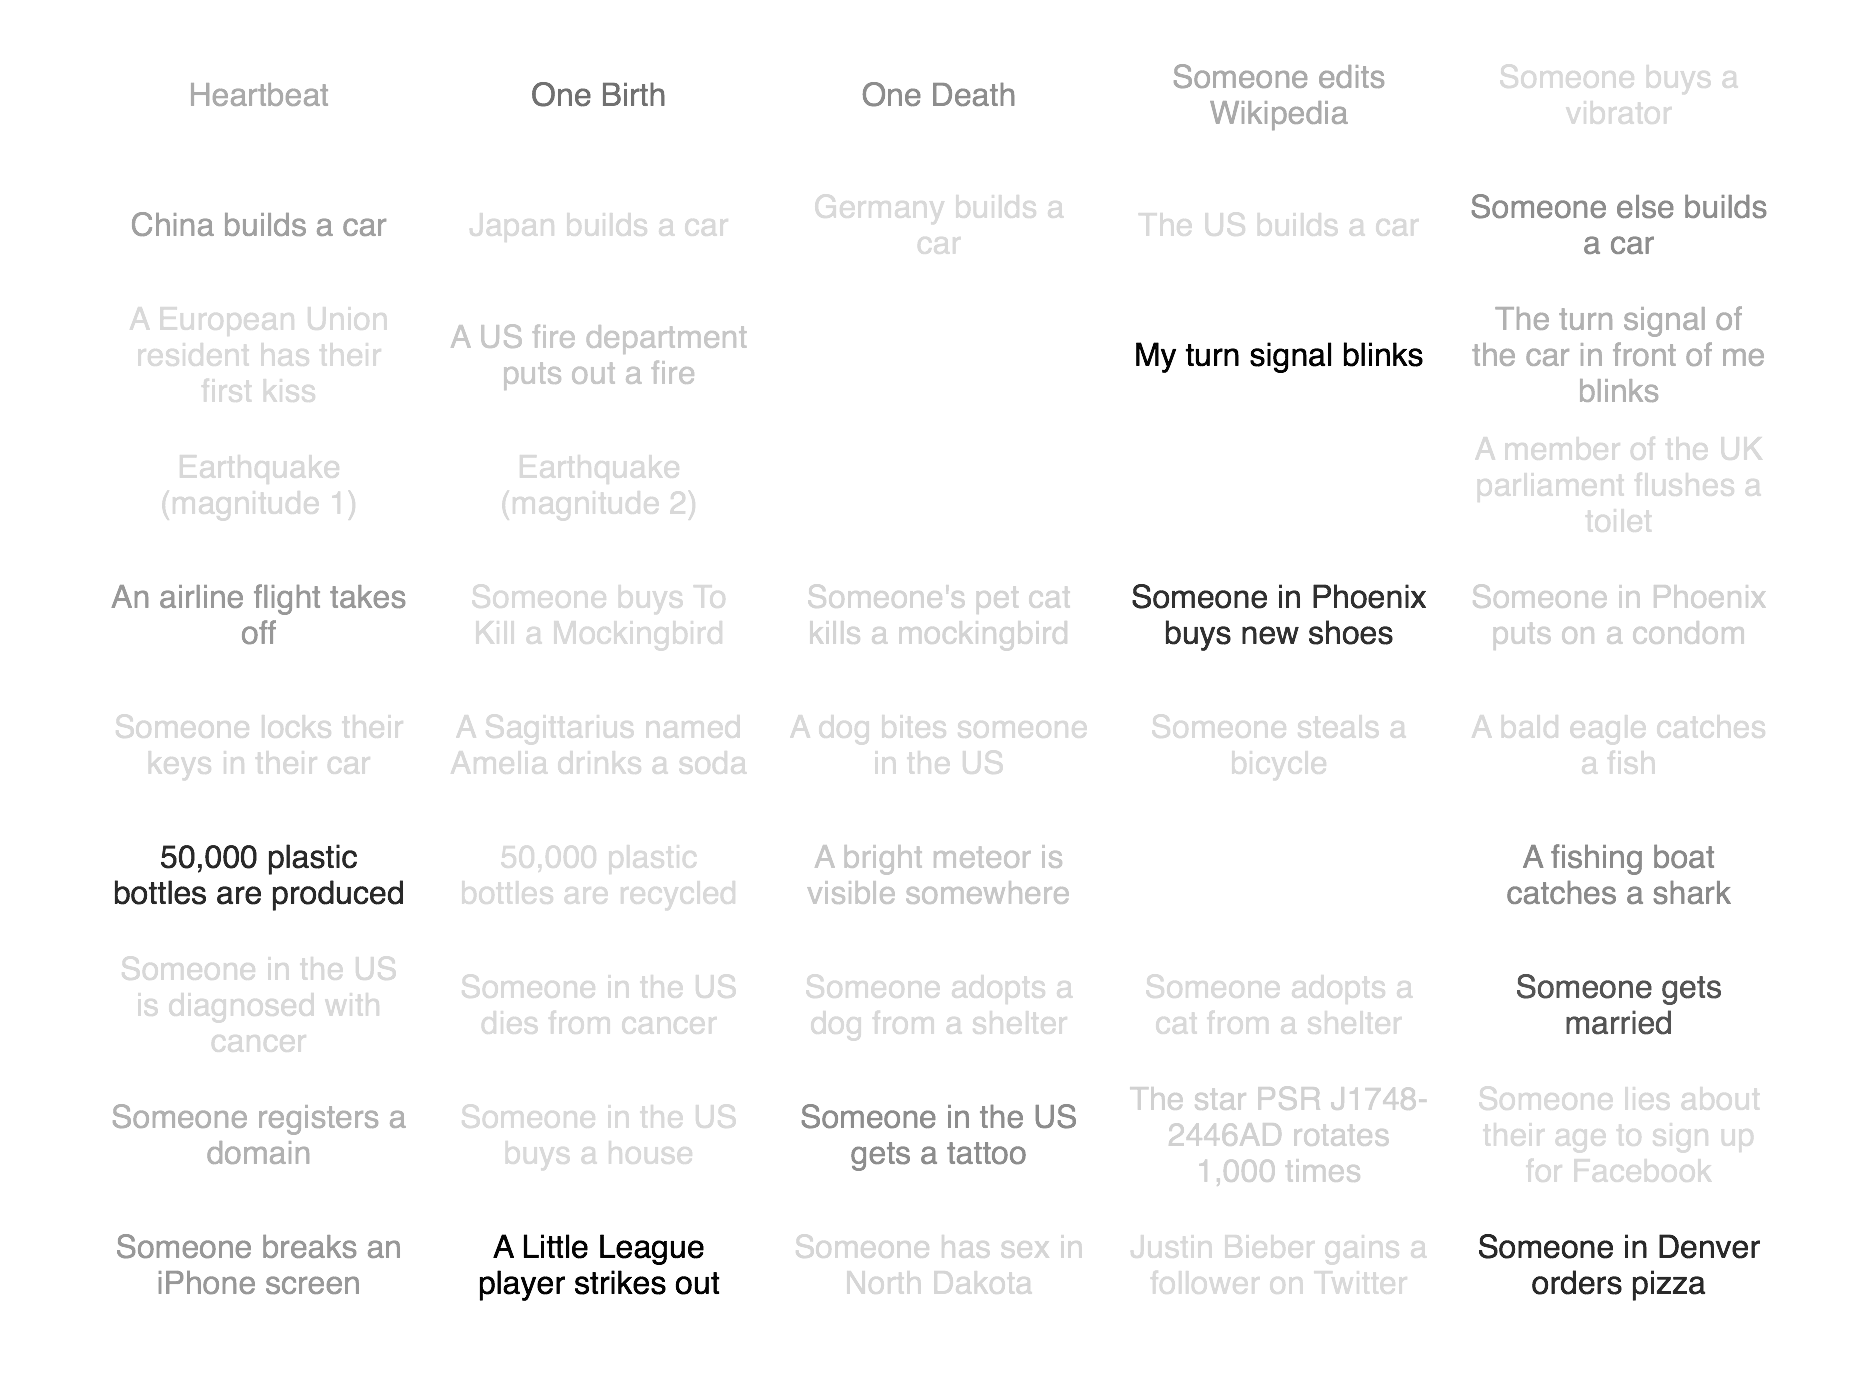 Heartbeat
One Birth
One Death
Someone edits
Wikipedia
Someone buys a
vibrator
China builds a car
Japan builds a car
Germany builds a
car
The US builds a car
Someone else builds
a car
A European Union
resident has their
first kiss
A US fire department
puts out a fire
My turn signal blinks
The turn signal of
the car in front of me
blinks
Earthquake
(magnitude 1)
Earthquake
(magnitude 2)
A member of the UK
parliament flushes a
toilet
An airline flight takes
off
Someone buys To
Kill a Mockingbird
Someone's pet cat
kills a mockingbird
Someone in Phoenix
buys new shoes
Someone in Phoenix
puts on a condom
Someone locks their
keys in their car
A Sagittarius named
Amelia drinks a soda
A dog bites someone
in the US
Someone steals a
bicycle
A bald eagle catches
a fish
50,000 plastic
bottles are produced
50,000 plastic
bottles are recycled
A bright meteor is
visible somewhere
A fishing boat
catches a shark
Someone in the US
is diagnosed with
cancer
Someone in the US
dies from cancer
Someone adopts a
dog from a shelter
Someone adopts a
cat from a shelter
Someone gets
married
Someone registers a
domain
Someone in the US
buys a house
Someone in the US
gets a tattoo
The star PSR J1748-
2446AD rotates
1,000 times
Someone lies about
their age to sign up
for Facebook
Someone breaks an
iPhone screen
A Little League
player strikes out
Someone has sex in
North Dakota
Justin Bieber gains a
follower on Twitter
Someone in Denver
orders pizza